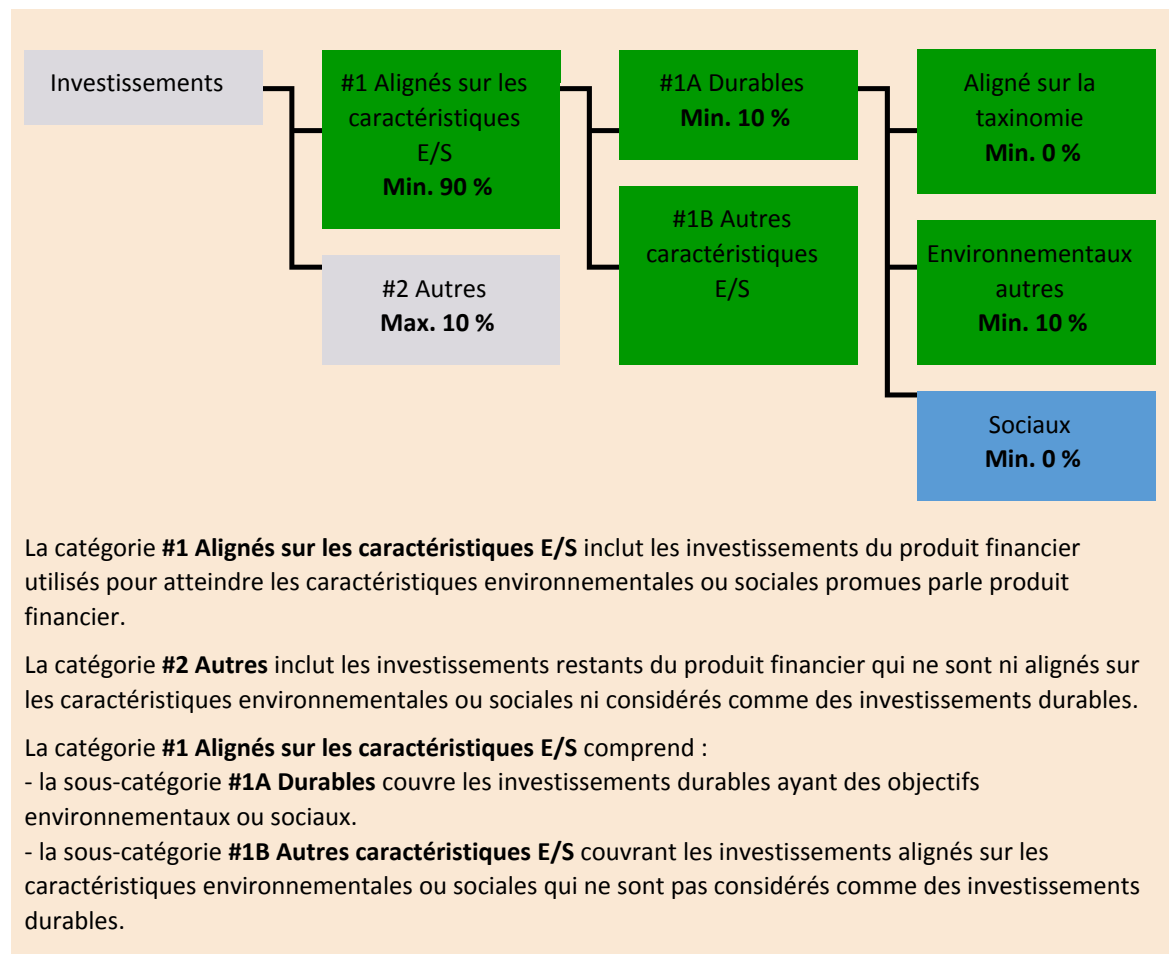 Investissements
#1 Alignés sur les
caractéristiques
E/S
Min. 90 %
#2 Autres
Max. 10 %
#1A Durables
Min. 10 %
#1B Autres
caractéristiques
E/S
Aligné sur la
taxinomie
Min. 0 %
Environnementaux
autres
Min. 10 %
Sociaux
Min. 0 %
La catégorie #1 Alignés sur les caractéristiques E/S inclut les investissements du produit financier
utilisés pour atteindre les caractéristiques environnementales ou sociales promues parle produit
financier.
La catégorie #2 Autres inclut les investissements restants du produit financier qui ne sont ni alignés sur
les caractéristiques environnementales ou sociales ni considérés comme des investissements durables.
La catégorie #1 Alignés sur les caractéristiques E/S comprend :
- la sous-catégorie #1A Durables couvre les investissements durables ayant des objectifs
environnementaux ou sociaux.
- la sous-catégorie #1B Autres caractéristiques E/S couvrant les investissements alignés sur les
caractéristiques environnementales ou sociales qui ne sont pas considérés comme des investissements
durables.